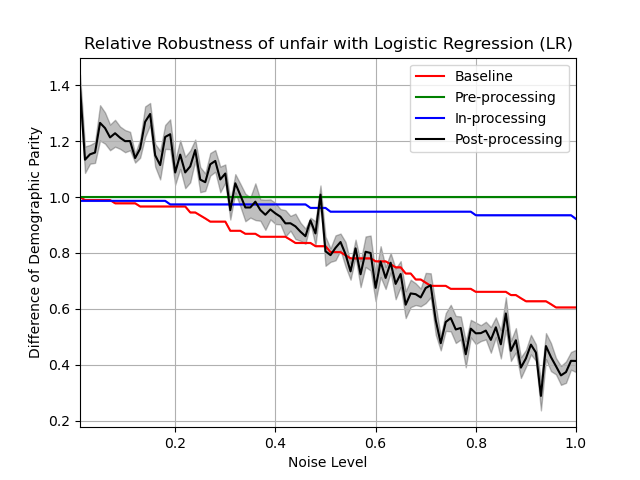 Relative Robustness of unfair with Logistic Regression (LR)
Difference of Demographic Parity
1.4
1.2
1.0
0.8
0.6
0.4
0.2
0.2
0.4
0.6
0.8
1.0
Noise Level
Baseline
Pre-processing
In-processing
Post-processing